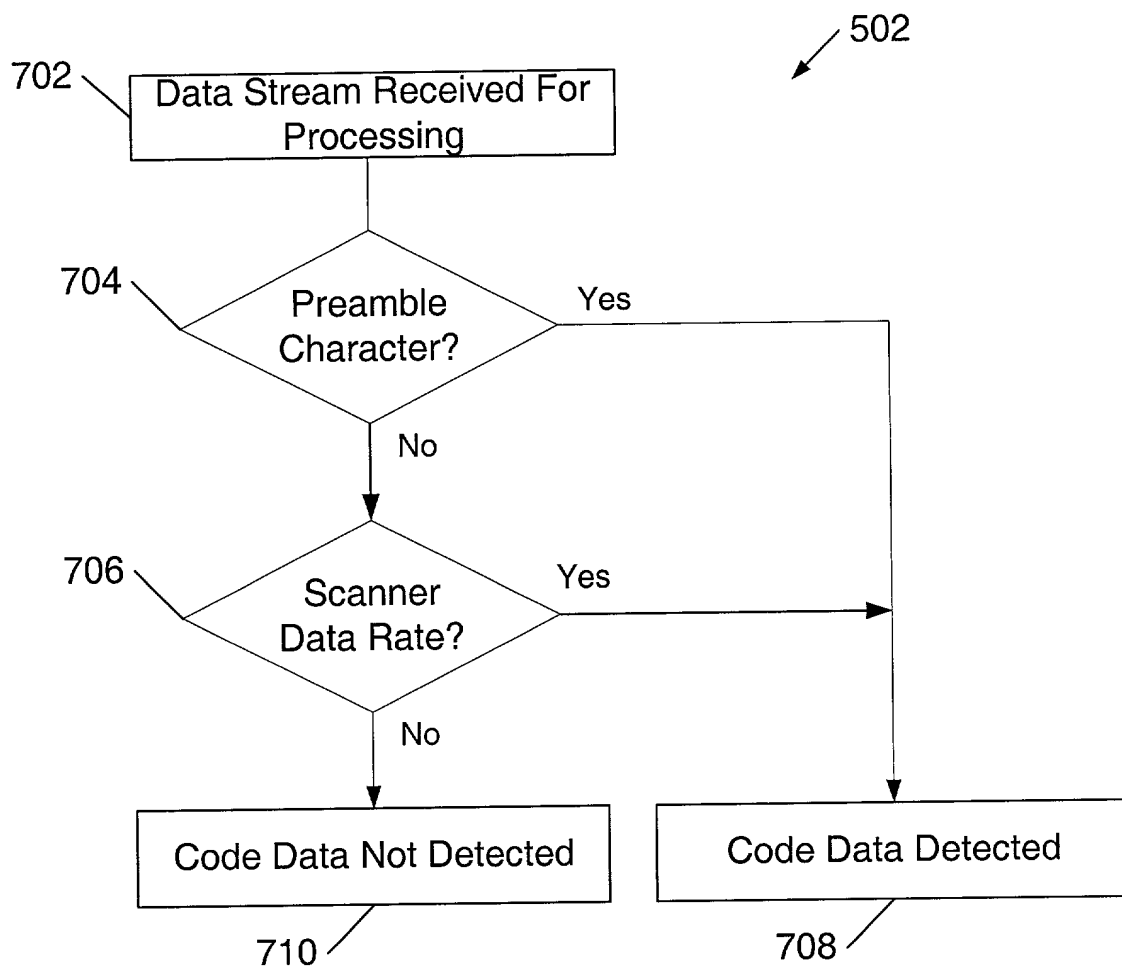 502
702
Data Stream Received For
Processing
704
Preamble
Character?
Yes
No
706
Scanner
Data Rate?
Yes
No
Code Data Not Detected
Code Data Detected
710
708